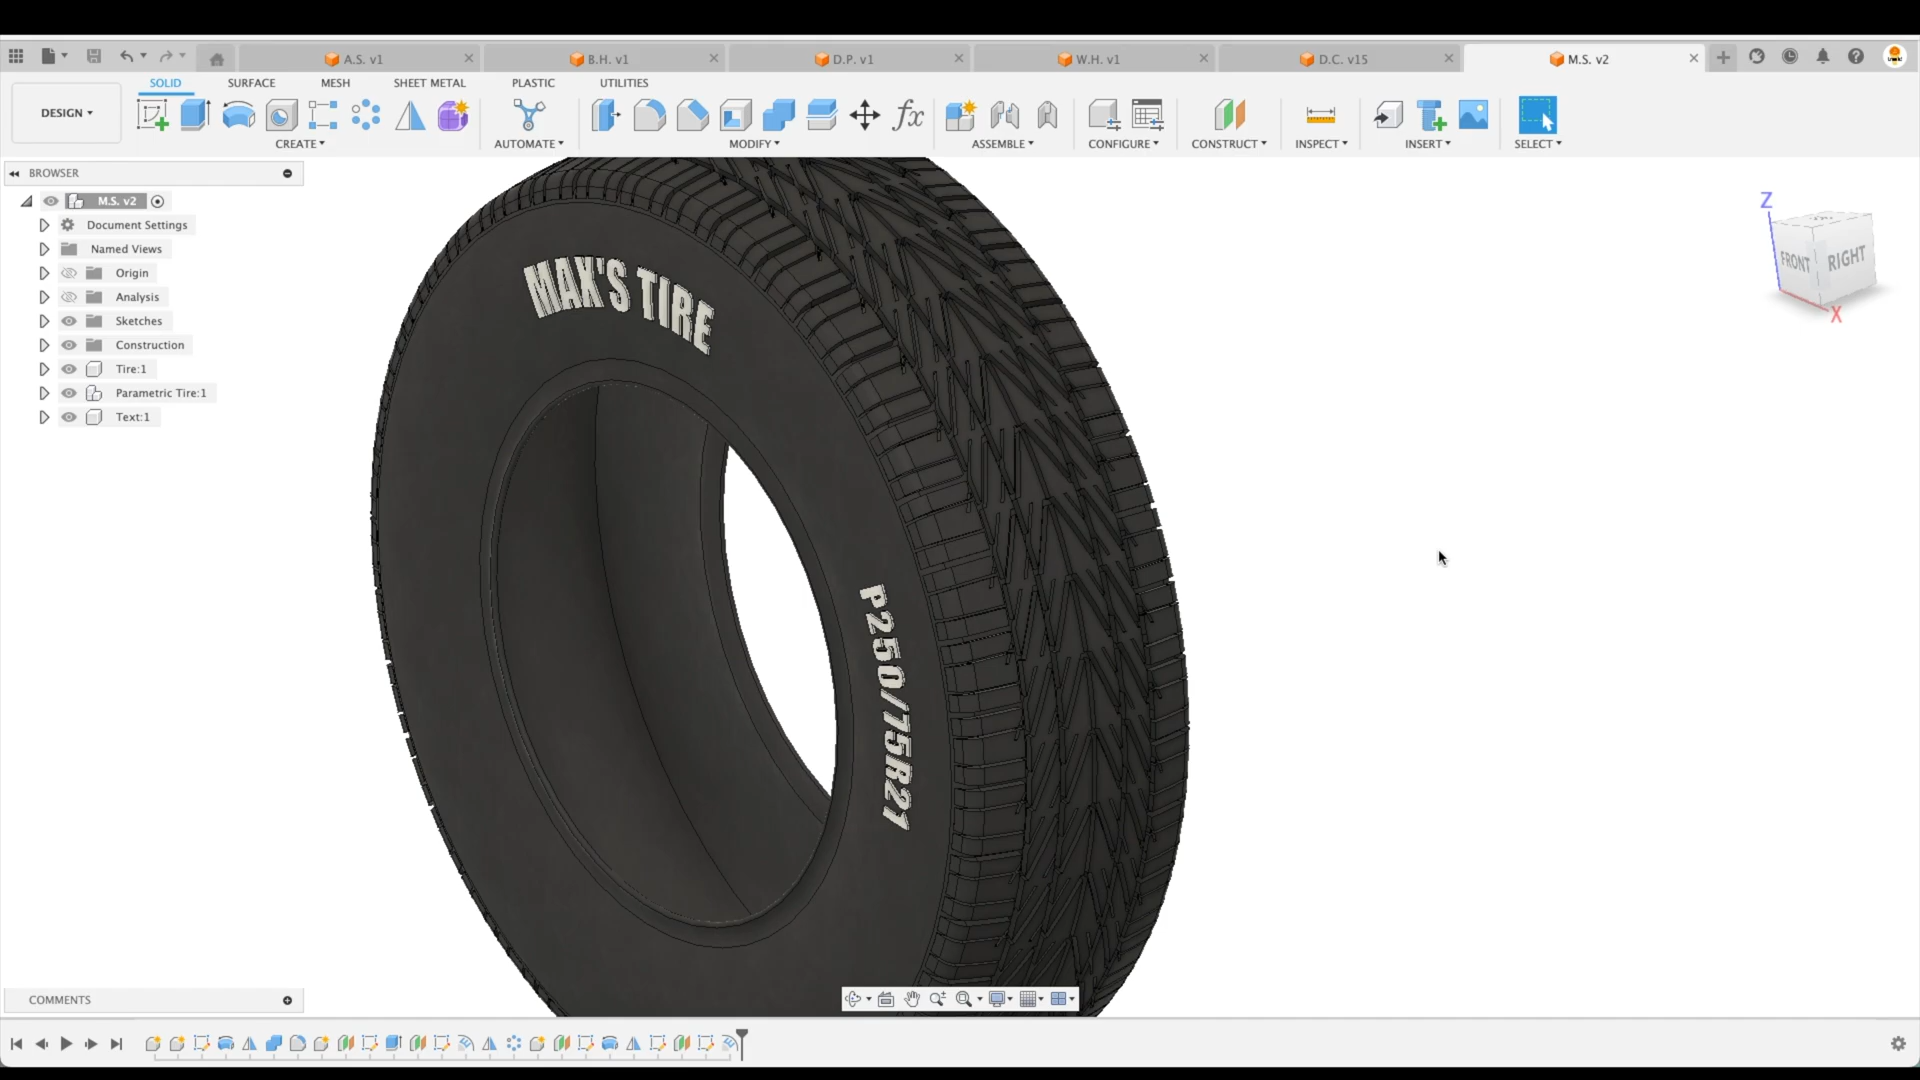 A.S. v1
B.H. v1
D.P. v1
W.H. v1
D.C. v15
M.S. v2
SOLID
SURFACE
MESH
SHEET METAL
PLASTIC
UTILITIES
DESIGN
fx
CREATE
AUTOMATE
MODIFY
ASSEMBLE
CONFIGURE
CONSTRUCT
INSPECT
INSERT
SELECT
BROWSER
M.S. v2
Document Settings
Named Views
Origin
Analysis
Sketches
Construction
Tire:1
Parametric Tire:1
Text:1
MAX'S TIRE
P250/75R21
Z
FRONT
RIGHT
X
COMMENTS